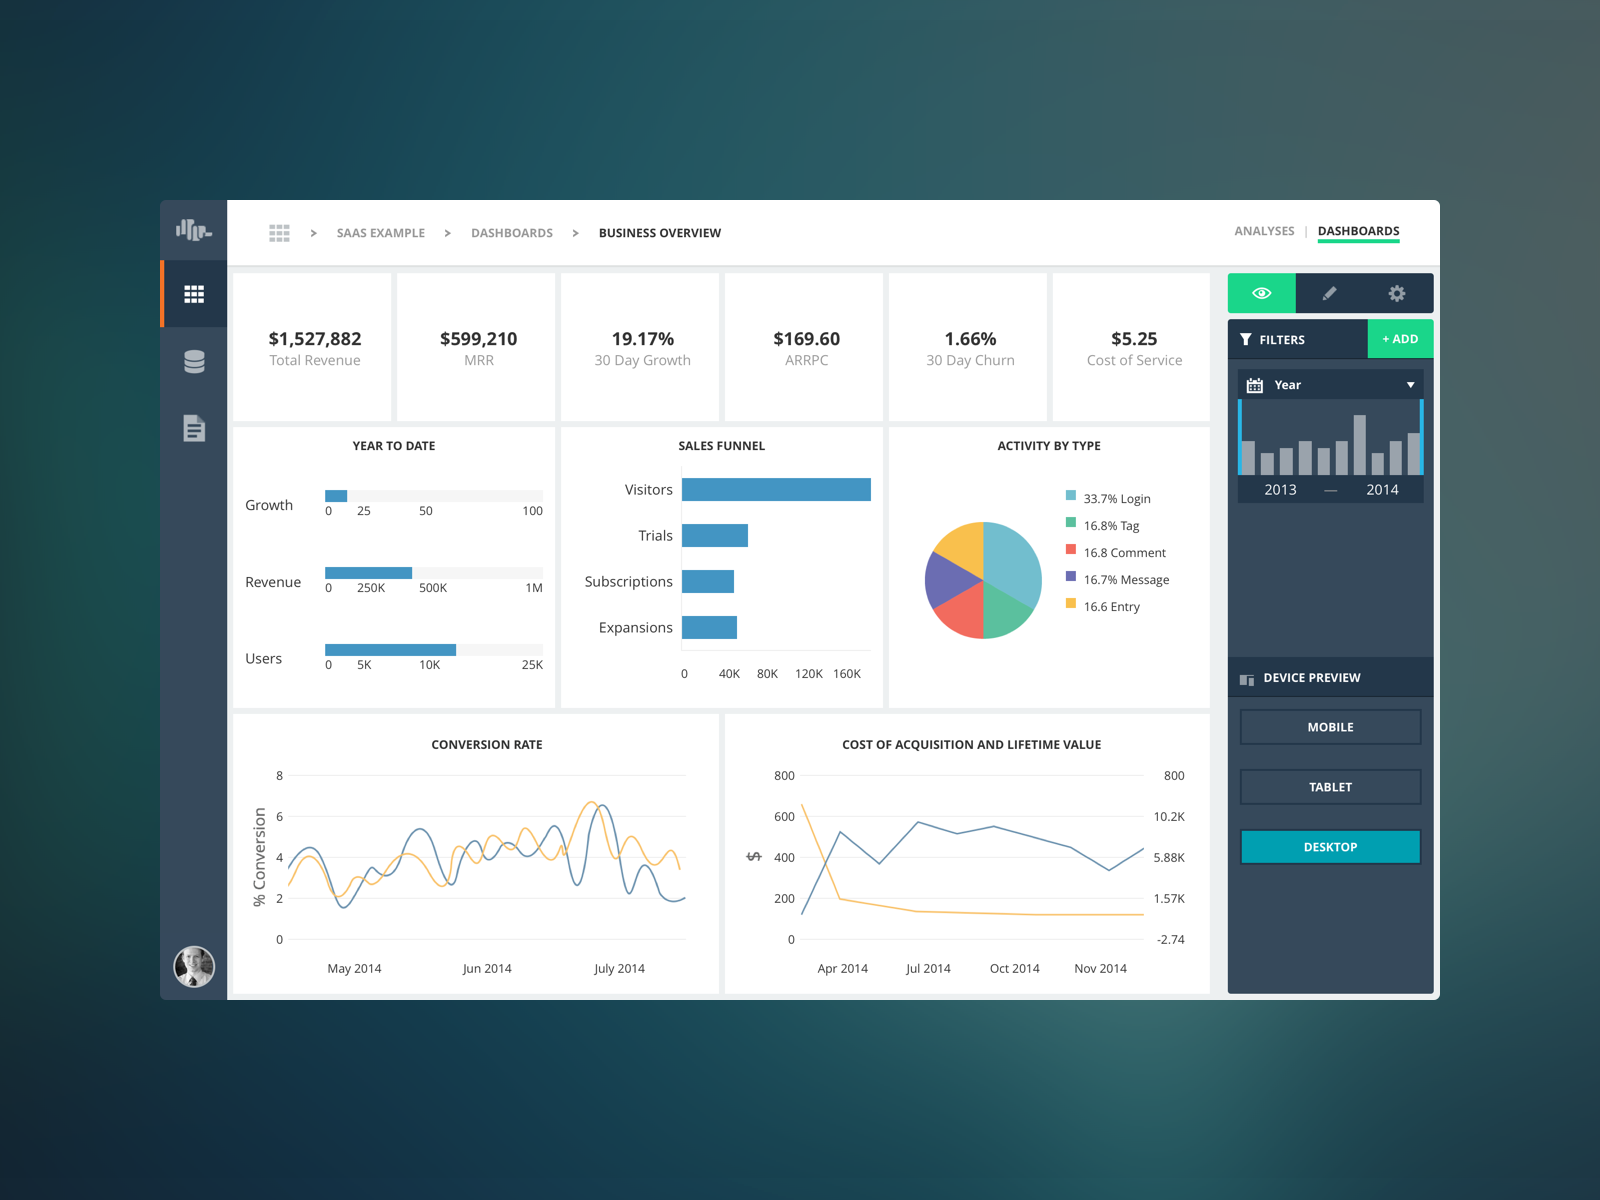 > SAAS EXAMPLE > DASHBOARDS > BUSINESS OVERVIEW
ANALYSES | DASHBOARDS
$1,527,882
Total Revenue
$599,210
MRR
19.17%
30 Day Growth
$169.60
ARRPC
1.66%
30 Day Churn
$5.25
Cost of Service
YEAR TO DATE
Growth
0 25 50 100
Revenue
0 250K 500K 1M
Users
0 5K 10K 25K
SALES FUNNEL
Visitors
Trials
Subscriptions
Expansions
0 40K 80K 120K 160K
ACTIVITY BY TYPE
33.7% Login
16.8% Tag
16.8 Comment
16.7% Message
16.6 Entry
CONVERSION RATE
% Conversion
8
6
4
2
0
May 2014 Jun 2014 July 2014
COST OF ACQUISITION AND LIFETIME VALUE
$
800
600
400
200
0
800
10.2K
5.88K
1.57K
-2.74
Apr 2014 Jul 2014 Oct 2014 Nov 2014
FILTERS
+ ADD
Year
2013 — 2014
DEVICE PREVIEW
MOBILE
TABLET
DESKTOP